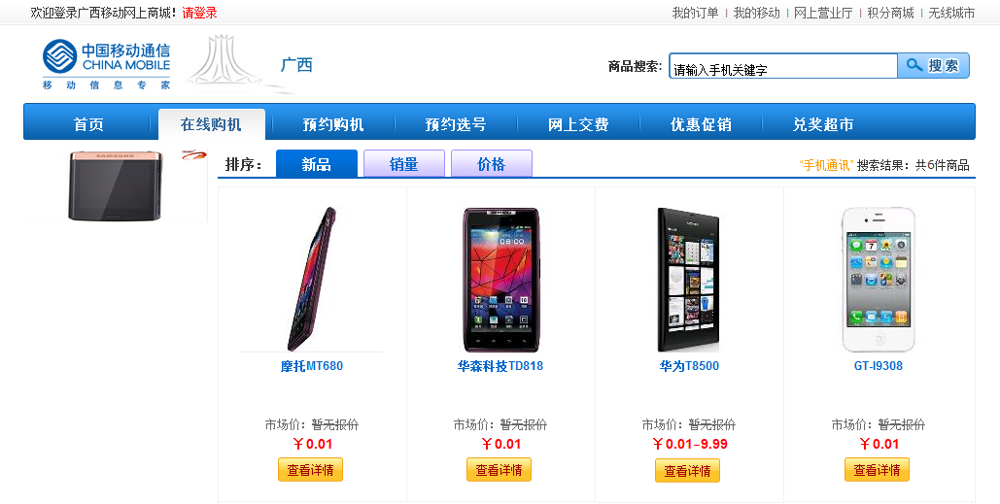 欢迎登录广西移动网上商城！请登录
我的订单 | 我的移动 | 网上营业厅 | 积分商城 | 无线城市
中国移动通信
CHINA MOBILE
移 动 信 息 专 家
广西
商品搜索:
请输入手机关键字
搜 索
首页 在线购机 预约购机 预约选号 网上交费 优惠促销 兑奖超市
SAMSUNG
排序： 新品 销量 价格
“手机通讯” 搜索结果：共6件商品
NOKIA
08:00
摩托MT680 华森科技TD818 华为T8500 GT-I9308
市场价：暂无报价 市场价：暂无报价 市场价：暂无报价 市场价：暂无报价
￥0.01 ￥0.01 ￥0.01-9.99 ￥0.01
查看详情 查看详情 查看详情 查看详情